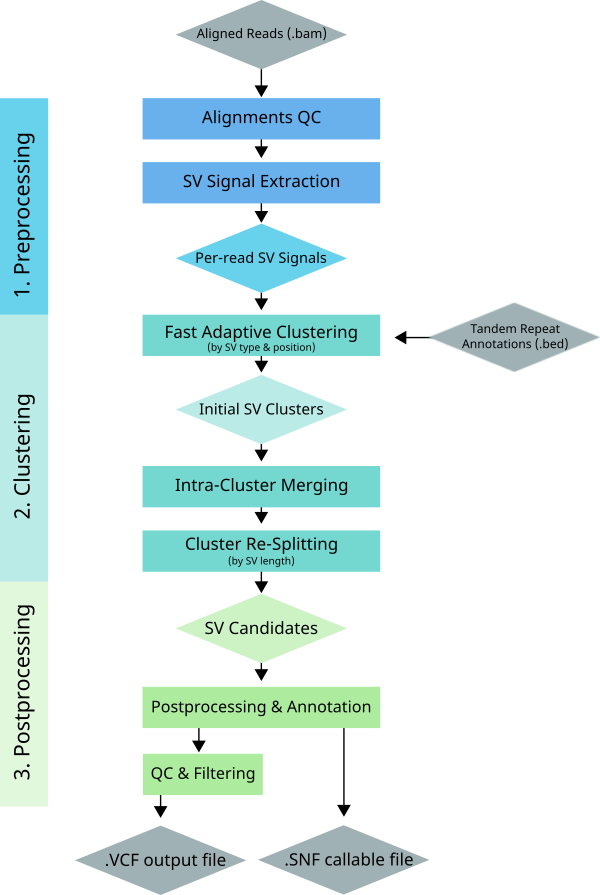 Aligned Reads (.bam)
1. Preprocessing
Alignments QC
SV Signal Extraction
Per-read SV Signals
2. Clustering
Fast Adaptive Clustering
(by SV type & position)
Tandem Repeat
Annotations (.bed)
Initial SV Clusters
Intra-Cluster Merging
Cluster Re-Splitting
(by SV length)
3. Postprocessing
SV Candidates
Postprocessing & Annotation
QC & Filtering
.VCF output file
.SNF callable file